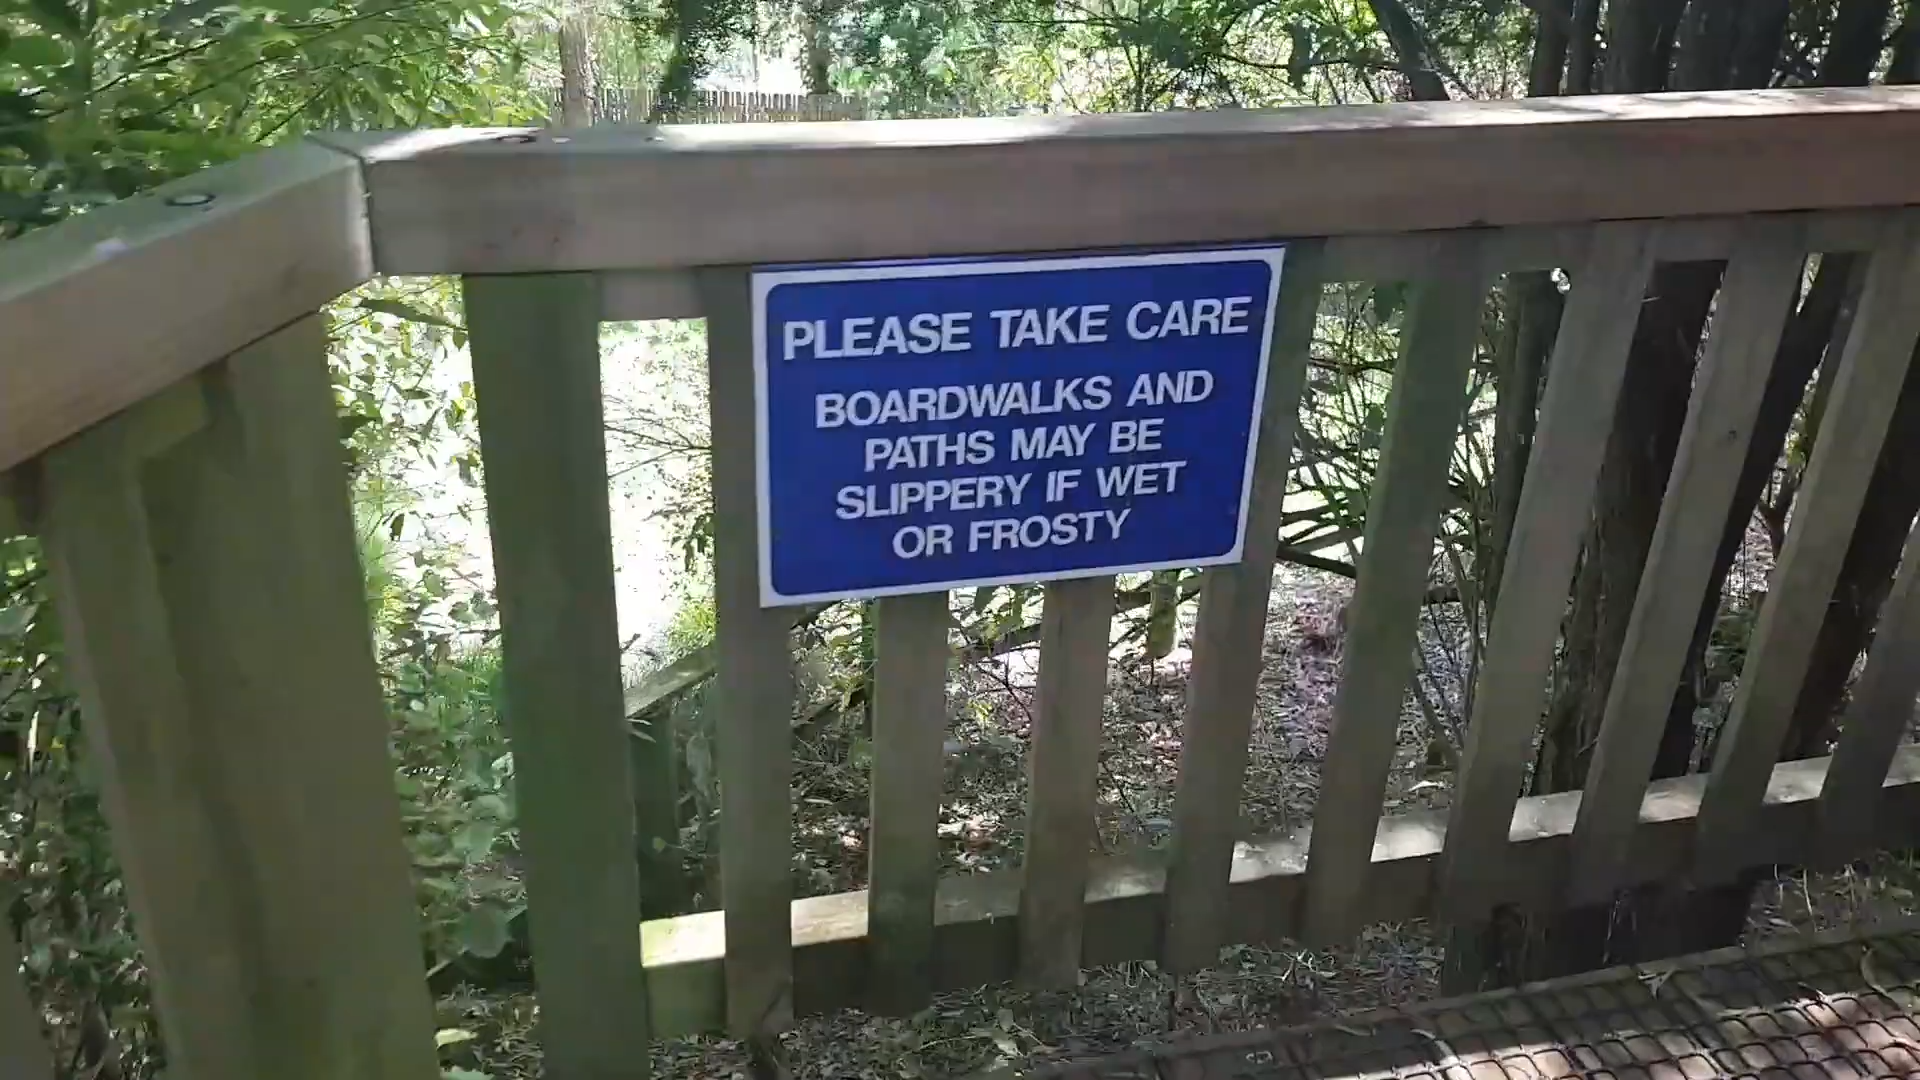 PLEASE TAKE CARE
BOARDWALKS AND
PATHS MAY BE
SLIPPERY IF WET
OR FROSTY